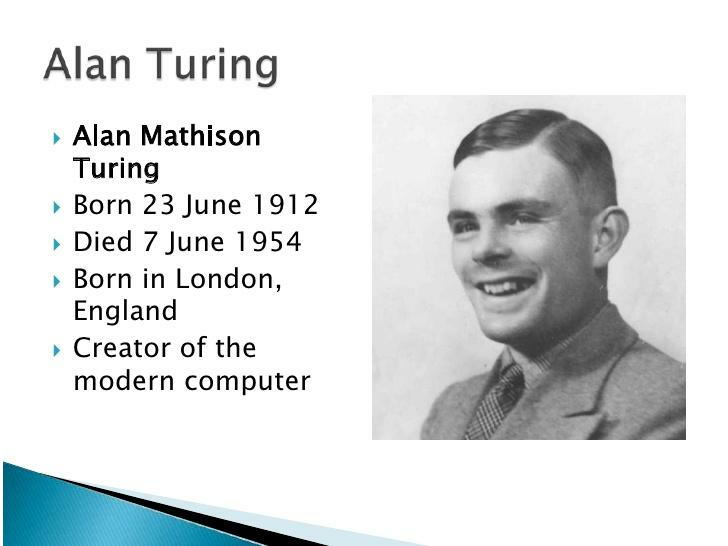 Alan Turing
Alan Mathison
Turing
Born 23 June 1912
Died 7 June 1954
Born in London,
England
Creator of the
modern computer